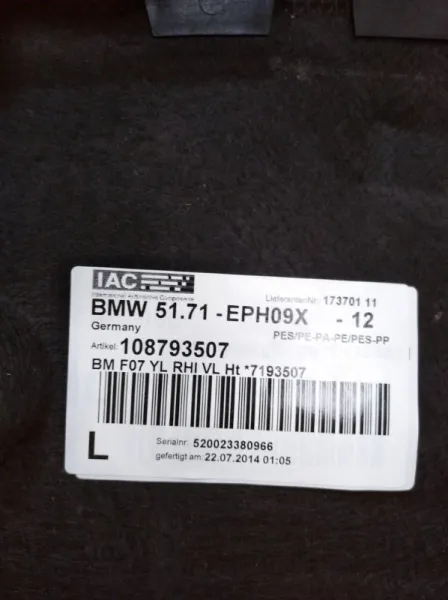 IAC
International Automotive Components
LieferantenNr: 173701 11
BMW 51.71 - EPH09X - 12
Germany
PES/PE-PA-PE/PES-PP
Artikel: 108793507
BM F07 YL RHI VL Ht *7193507
L
Serialnr: 520023380966
gefertigt am: 22.07.2014 01:05